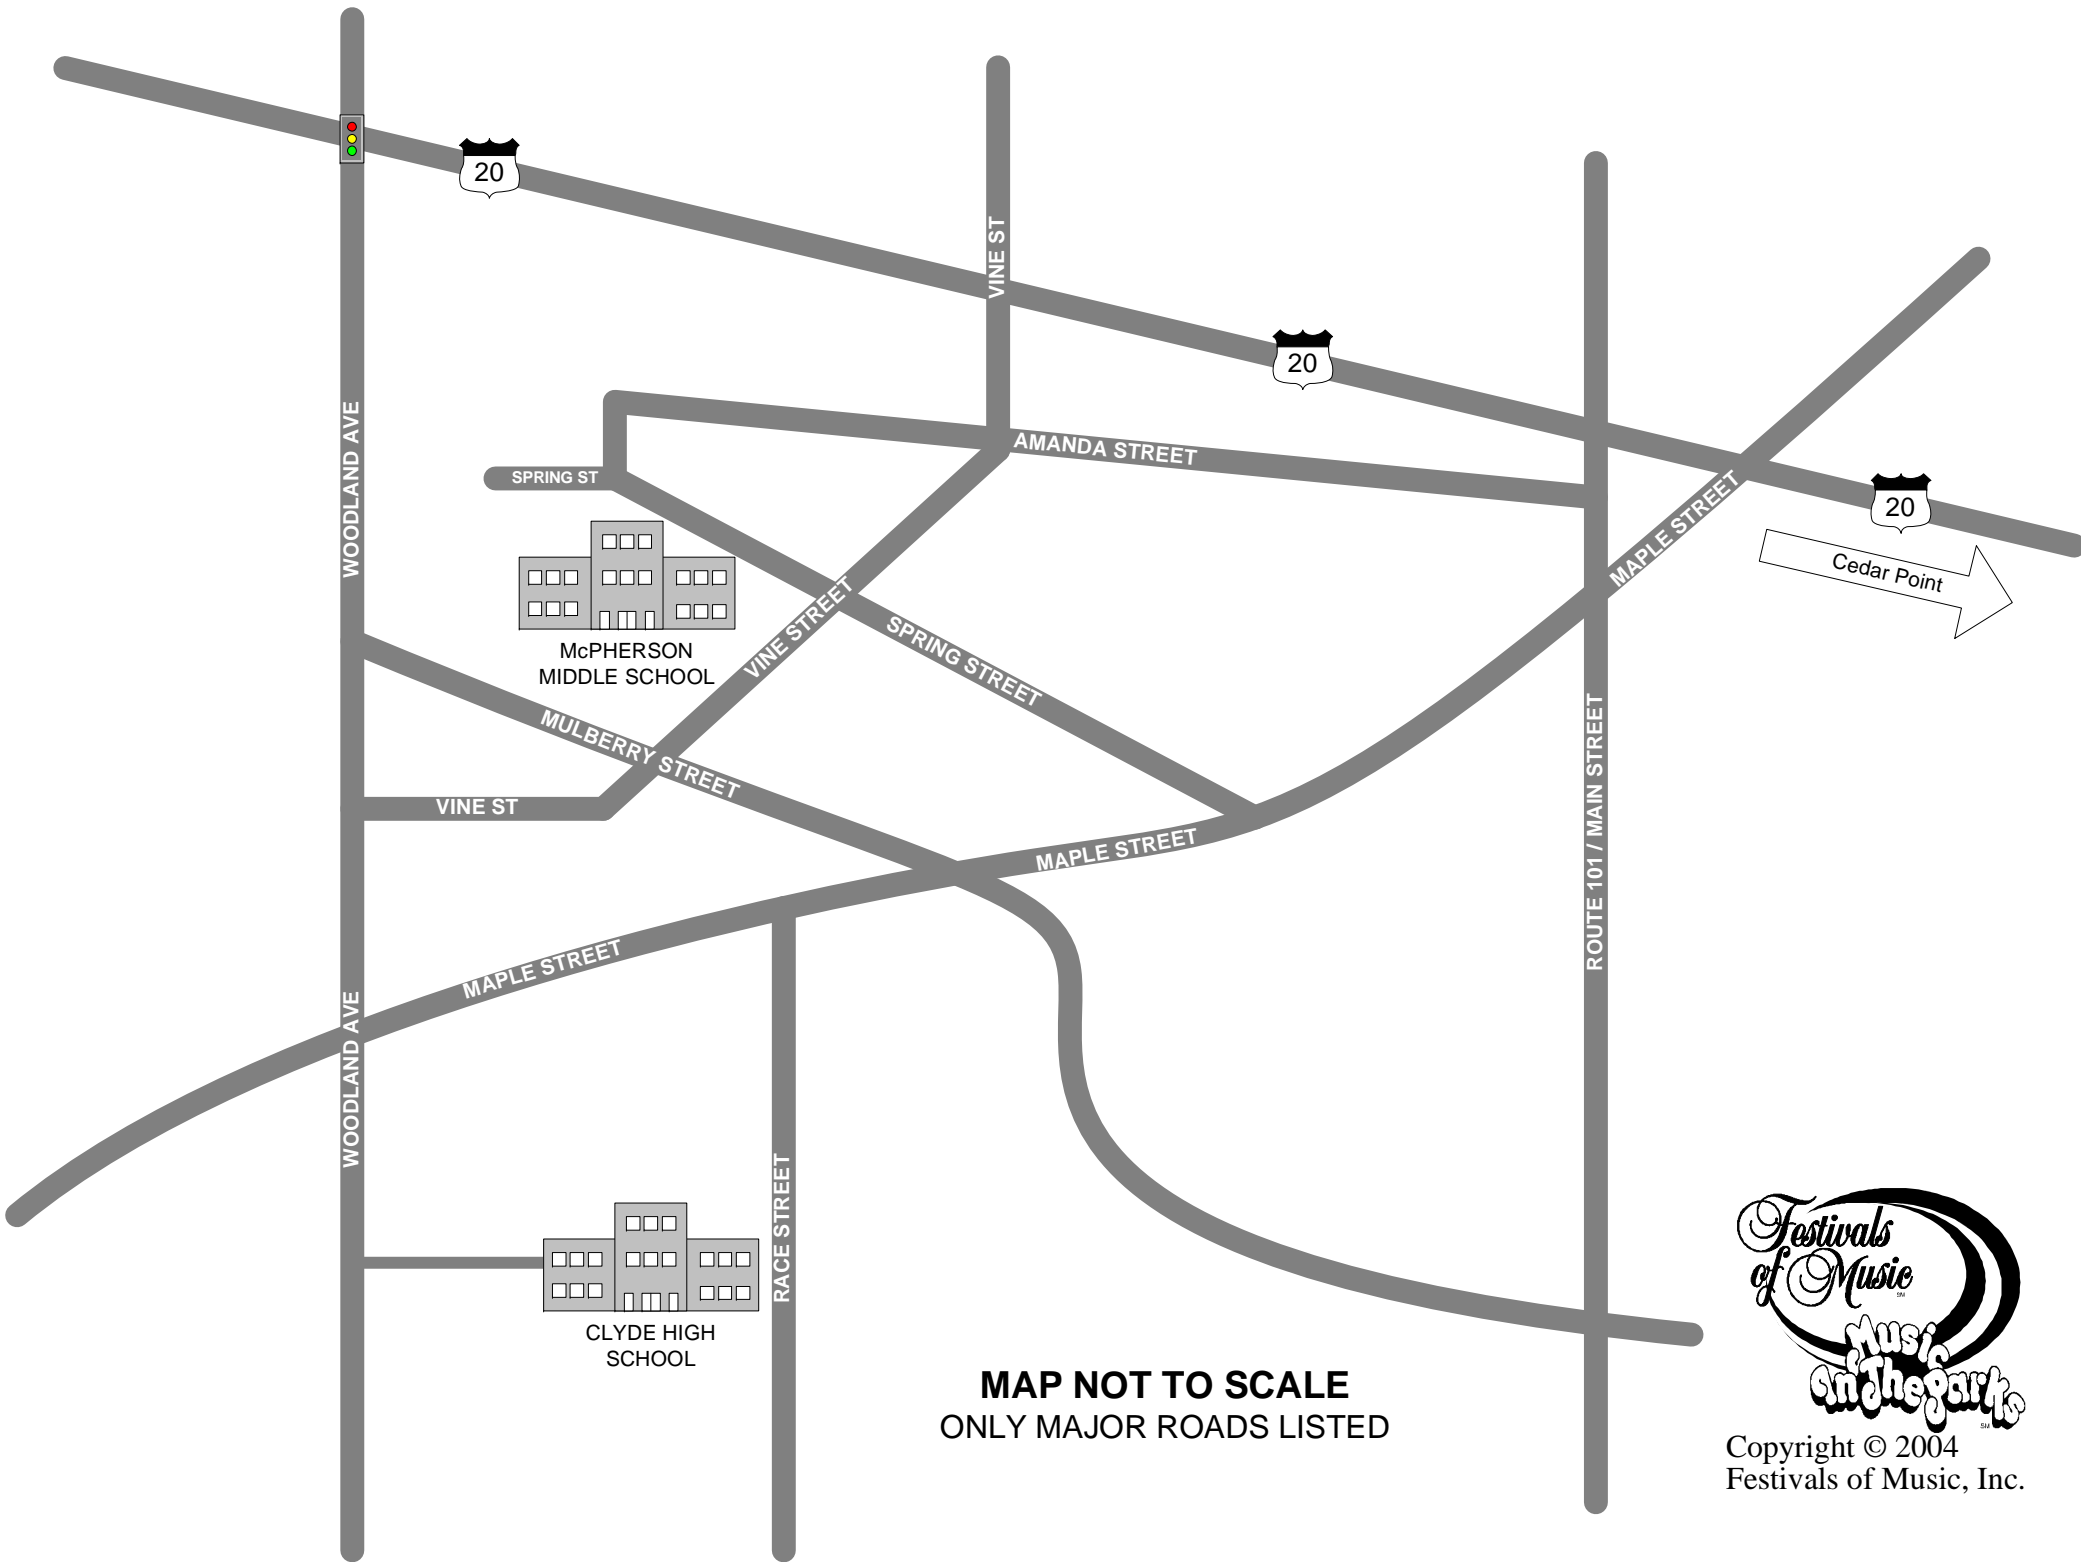 20
VINE ST
20
WOODLAND AVE
AMANDA STREET
SPRING ST
MAPLE STREET
20
Cedar Point
McPHERSON
MIDDLE SCHOOL
VINE STREET
SPRING STREET
MULBERRY STREET
ROUTE 101 / MAIN STREET
VINE ST
MAPLE STREET
MAPLE STREET
WOODLAND AVE
RACE STREET
CLYDE HIGH
SCHOOL
MAP NOT TO SCALE
ONLY MAJOR ROADS LISTED
Festivals
of Music
SM
Music
In The Parks
SM
Copyright © 2004
Festivals of Music, Inc.